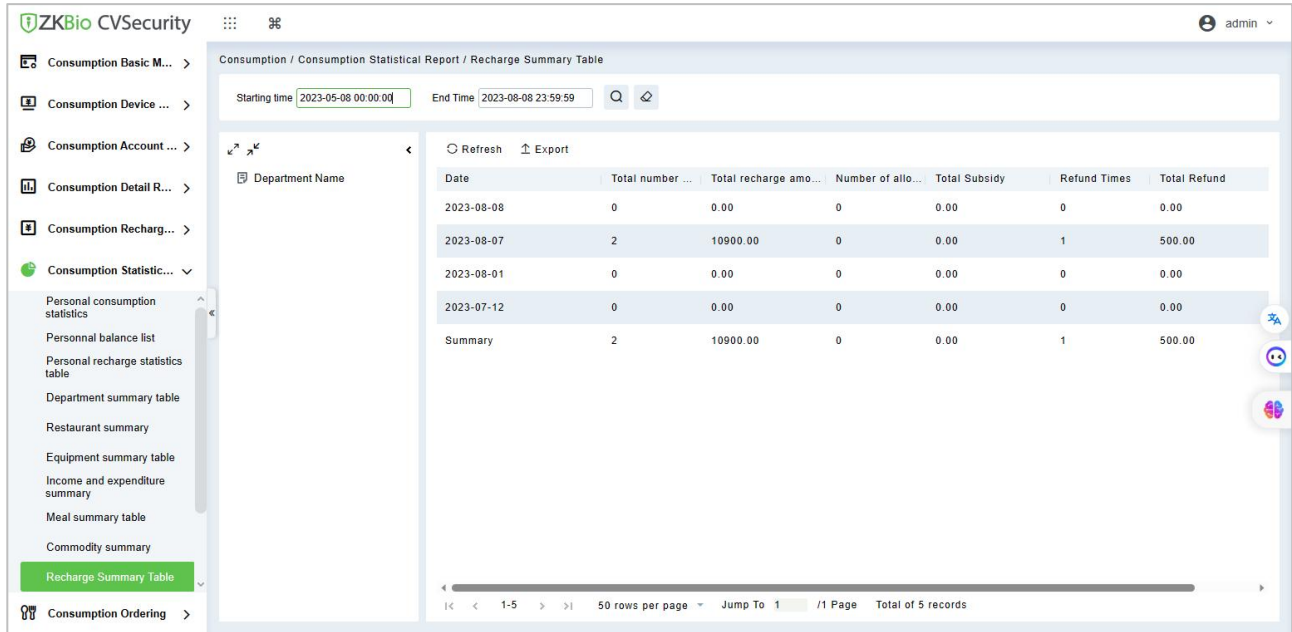 ZKBio CVSecurity
admin
Consumption Basic M...
Consumption Device ...
Consumption Account ...
Consumption Detail R...
Consumption Recharg...
Consumption Statistic...
Personal consumption
statistics
Personnal balance list
Personal recharge statistics
table
Department summary table
Restaurant summary
Equipment summary table
Income and expenditure
summary
Meal summary table
Commodity summary
Recharge Summary Table
Consumption Ordering
Consumption / Consumption Statistical Report / Recharge Summary Table
Starting time 2023-05-08 00:00:00 End Time 2023-08-08 23:59:59
Department Name
Refresh Export
Date Total number ... Total recharge amo... Number of allo... Total Subsidy Refund Times Total Refund
2023-08-08 0 0.00 0 0.00 0 0.00
2023-08-07 2 10900.00 0 0.00 1 500.00
2023-08-01 0 0.00 0 0.00 0 0.00
2023-07-12 0 0.00 0 0.00 0 0.00
Summary 2 10900.00 0 0.00 1 500.00
1-5 50 rows per page Jump To 1 /1 Page Total of 5 records